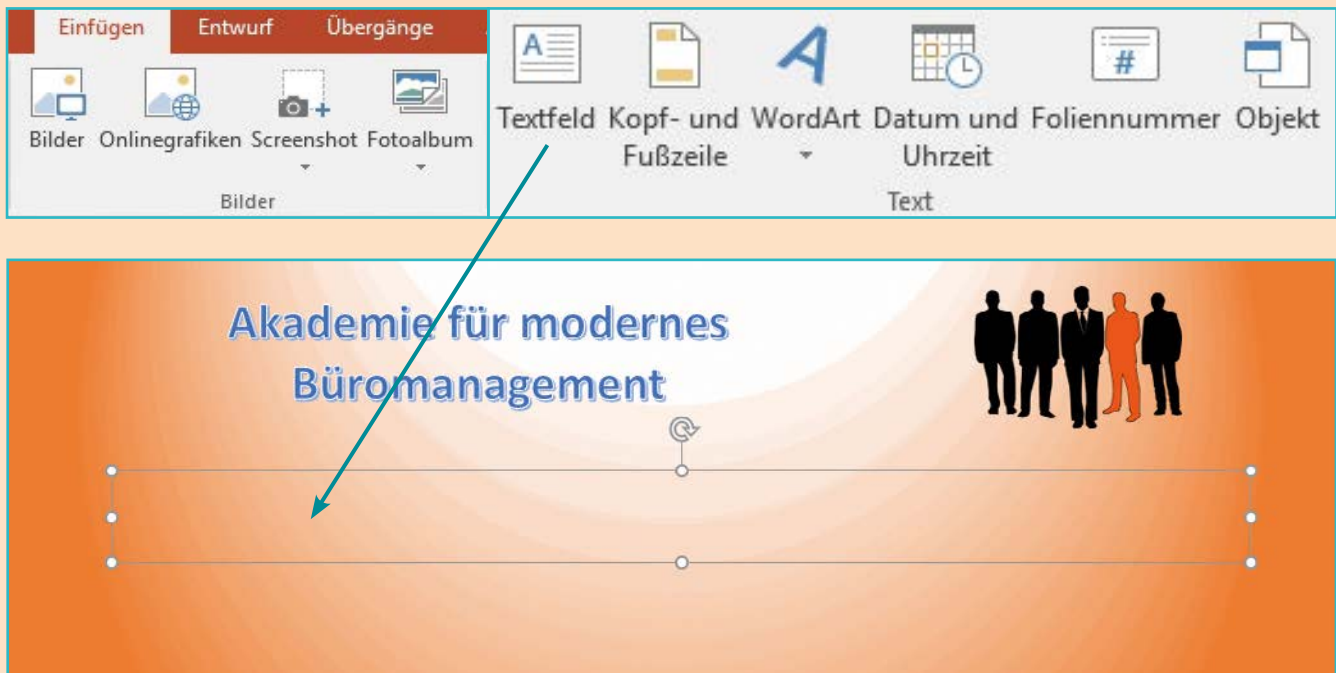 Einfügen Entwurf Übergänge
Bilder Onlinegrafiken Screenshot Fotoalbum
Bilder
Textfeld Kopf- und Fußzeile WordArt Datum und Uhrzeit Foliennummer Objekt
Text
Akademie für modernes
Büromanagement